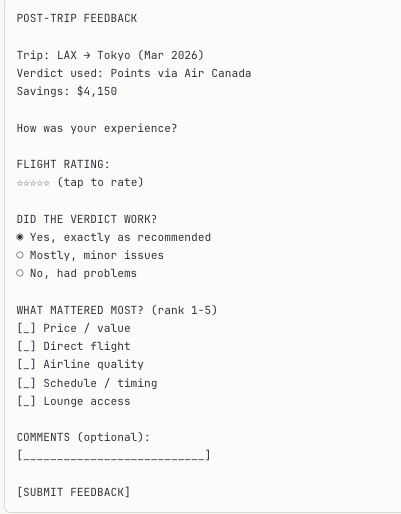 POST-TRIP FEEDBACK
Trip: LAX → Tokyo (Mar 2026)
Verdict used: Points via Air Canada
Savings: $4,150
How was your experience?
FLIGHT RATING:
☆☆☆☆☆ (tap to rate)
DID THE VERDICT WORK?
◉ Yes, exactly as recommended
○ Mostly, minor issues
○ No, had problems
WHAT MATTERED MOST? (rank 1-5)
[_] Price / value
[_] Direct flight
[_] Airline quality
[_] Schedule / timing
[_] Lounge access
COMMENTS (optional):
[___________________________]
[SUBMIT FEEDBACK]